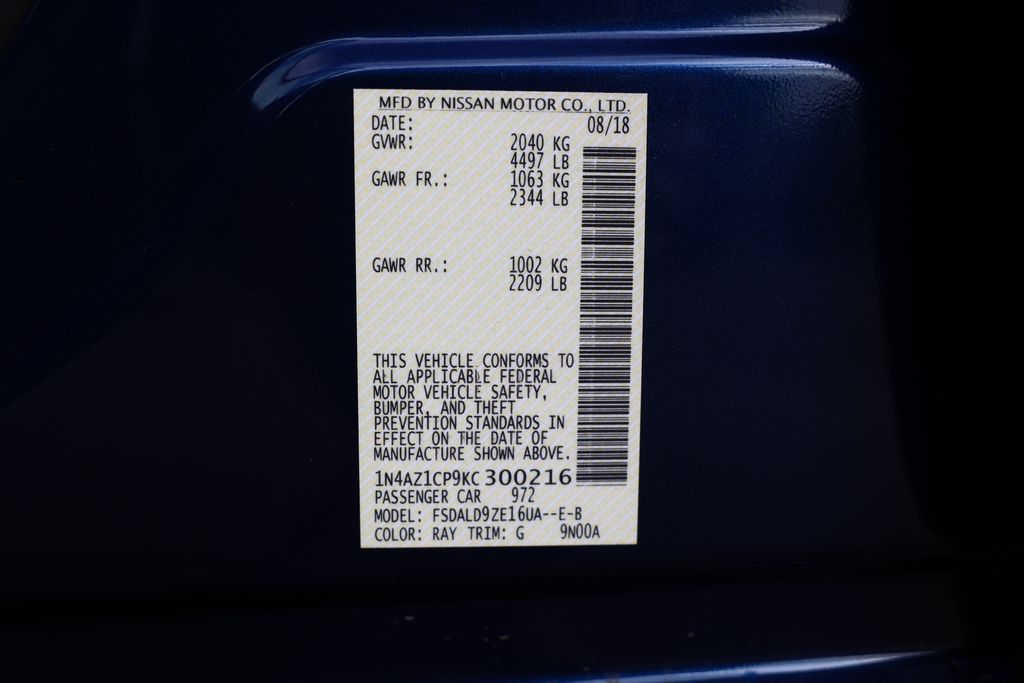 MFD BY NISSAN MOTOR CO., LTD.
DATE: 08/18
GVWR: 2040 KG
4497 LB
GAWR FR.: 1063 KG
2344 LB
GAWR RR.: 1002 KG
2209 LB
THIS VEHICLE CONFORMS TO
ALL APPLICABLE FEDERAL
MOTOR VEHICLE SAFETY,
BUMPER, AND THEFT
PREVENTION STANDARDS IN
EFFECT ON THE DATE OF
MANUFACTURE SHOWN ABOVE.
1N4AZ1CP9KC300216
PASSENGER CAR 972
MODEL: FSDALD9ZE16UA--E-B
COLOR: RAY TRIM: G 9N00A